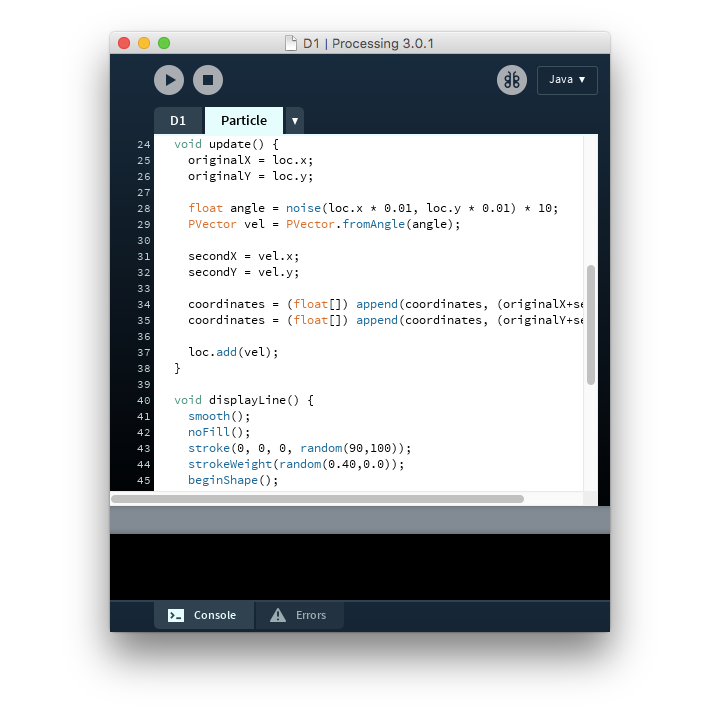 D1 | Processing 3.0.1
Java ▼
D1 Particle ▼
24 void update() {
25 originalX = loc.x;
26 originalY = loc.y;
27
28 float angle = noise(loc.x * 0.01, loc.y * 0.01) * 10;
29 PVector vel = PVector.fromAngle(angle);
30
31 secondX = vel.x;
32 secondY = vel.y;
33
34 coordinates = (float[]) append(coordinates, (originalX+se
35 coordinates = (float[]) append(coordinates, (originalY+se
36
37 loc.add(vel);
38 }
39
40 void displayLine() {
41 smooth();
42 noFill();
43 stroke(0, 0, 0, random(90,100));
44 strokeWeight(random(0.40,0.0));
45 beginShape();
Console Errors